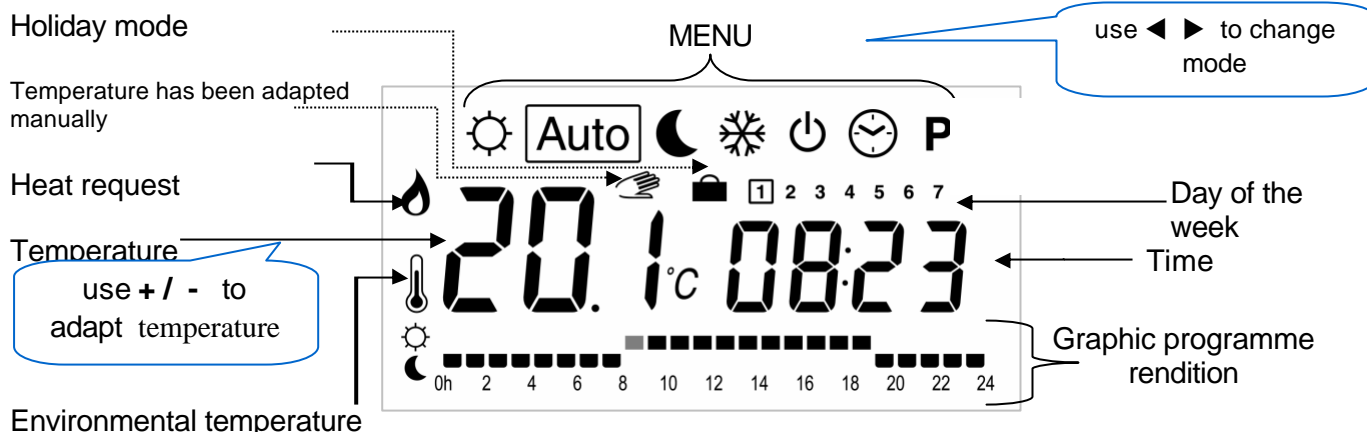 Holiday mode
MENU
use ◀ ▶ to change
mode
Temperature has been adapted
manually
Auto
P
Heat request
1 2 3 4 5 6 7
Day of the
week
Temperature
20.1°C 08:23
Time
use + / - to
adapt temperature
Graphic programme
rendition
0h 2 4 6 8 10 12 14 16 18 20 22 24
Environmental temperature